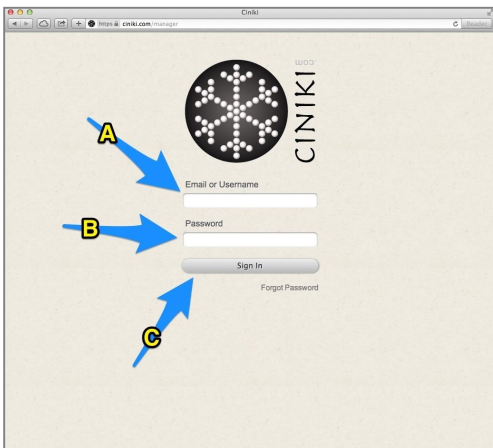 Ciniki
https ciniki.com/manager
Reader
.COM
CINIKI
A
Email or Username
B
Password
Sign In
Forgot Password
C